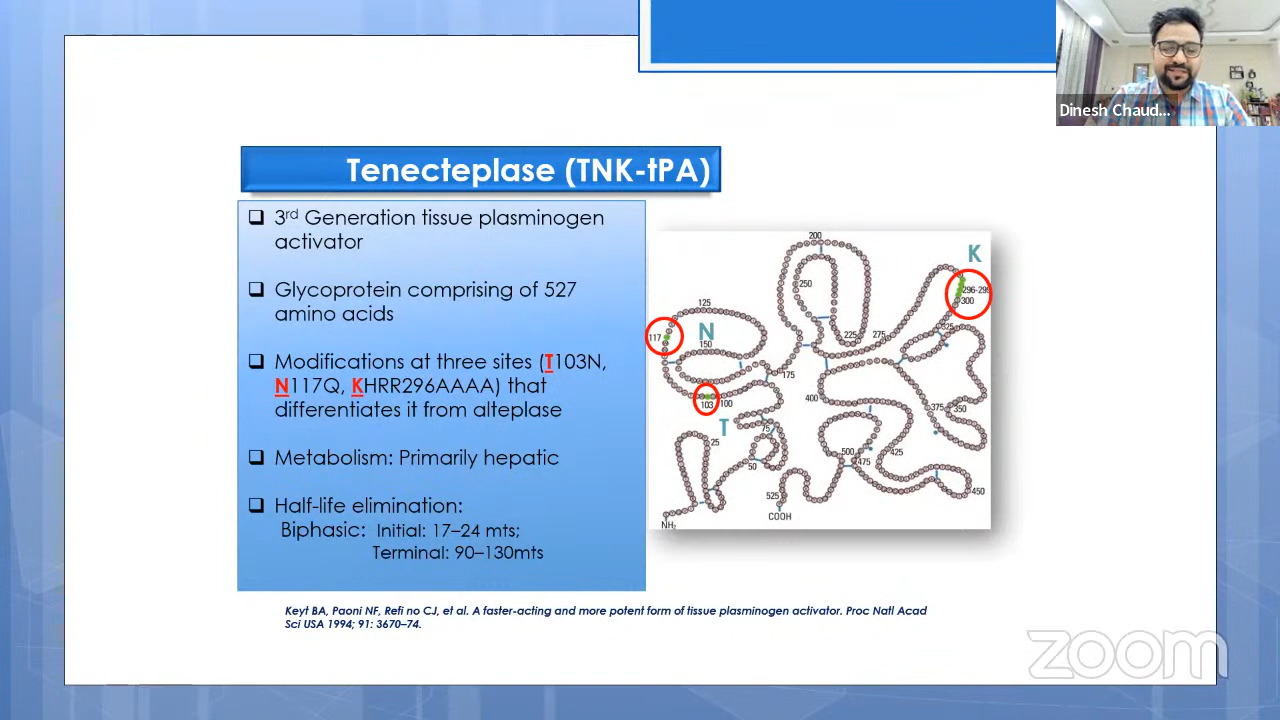 Dinesh Chaud...
Tenecteplase (TNK-tPA)
❑ 3rd Generation tissue plasminogen
activator
❑ Glycoprotein comprising of 527
amino acids
❑ Modifications at three sites (T103N,
N117Q, KHRR296AAAA) that
differentiates it from alteplase
❑ Metabolism: Primarily hepatic
❑ Half-life elimination:
Biphasic: Initial: 17–24 mts;
Terminal: 90–130mts
200
K
250
296-299
300
125
N
117
150
225
275
325
175
103
100
T
400
375
350
75
25
50
500
475
425
525
450
NH₂
COOH
Keyt BA, Paoni NF, Refi no CJ, et al. A faster-acting and more potent form of tissue plasminogen activator. Proc Natl Acad
Sci USA 1994; 91: 3670–74.
zoom